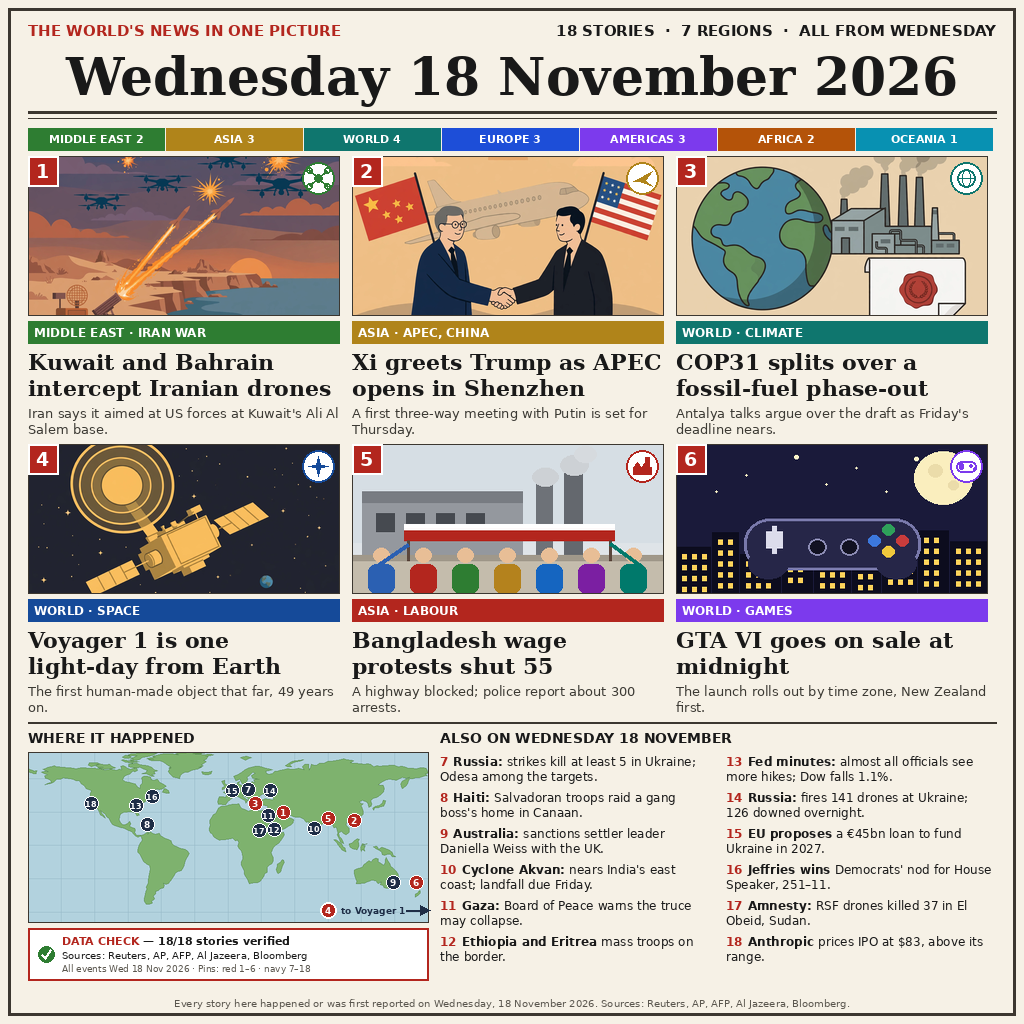 THE WORLD'S NEWS IN ONE PICTURE
18 STORIES · 7 REGIONS · ALL FROM WEDNESDAY
Wednesday 18 November 2026
MIDDLE EAST 2
ASIA 3
WORLD 4
EUROPE 3
AMERICAS 3
AFRICA 2
OCEANIA 1
1
MIDDLE EAST · IRAN WAR
Kuwait and Bahrain
intercept Iranian drones
Iran says it aimed at US forces at Kuwait's Ali Al
Salem base.
2
ASIA · APEC, CHINA
Xi greets Trump as APEC
opens in Shenzhen
A first three-way meeting with Putin is set for
Thursday.
3
WORLD · CLIMATE
COP31 splits over a
fossil-fuel phase-out
Antalya talks argue over the draft as Friday's
deadline nears.
4
WORLD · SPACE
Voyager 1 is one
light-day from Earth
The first human-made object that far, 49 years
on.
5
ASIA · LABOUR
Bangladesh wage
protests shut 55
A highway blocked; police report about 300
arrests.
6
WORLD · GAMES
GTA VI goes on sale at
midnight
The launch rolls out by time zone, New Zealand
first.
WHERE IT HAPPENED
18
13
16
8
15
7
14
3
1
11
17
12
10
5
2
9
6
4 to Voyager 1
DATA CHECK — 18/18 stories verified
Sources: Reuters, AP, AFP, Al Jazeera, Bloomberg
All events Wed 18 Nov 2026 · Pins: red 1–6 · navy 7–18
ALSO ON WEDNESDAY 18 NOVEMBER
7 Russia: strikes kill at least 5 in Ukraine;
Odesa among the targets.
8 Haiti: Salvadoran troops raid a gang
boss's home in Canaan.
9 Australia: sanctions settler leader
Daniella Weiss with the UK.
10 Cyclone Akvan: nears India's east
coast; landfall due Friday.
11 Gaza: Board of Peace warns the truce
may collapse.
12 Ethiopia and Eritrea mass troops on
the border.
13 Fed minutes: almost all officials see
more hikes; Dow falls 1.1%.
14 Russia: fires 141 drones at Ukraine;
126 downed overnight.
15 EU proposes a €45bn loan to fund
Ukraine in 2027.
16 Jeffries wins Democrats' nod for House
Speaker, 251–11.
17 Amnesty: RSF drones killed 37 in El
Obeid, Sudan.
18 Anthropic prices IPO at $83, above its
range.
Every story here happened or was first reported on Wednesday, 18 November 2026. Sources: Reuters, AP, AFP, Al Jazeera, Bloomberg.